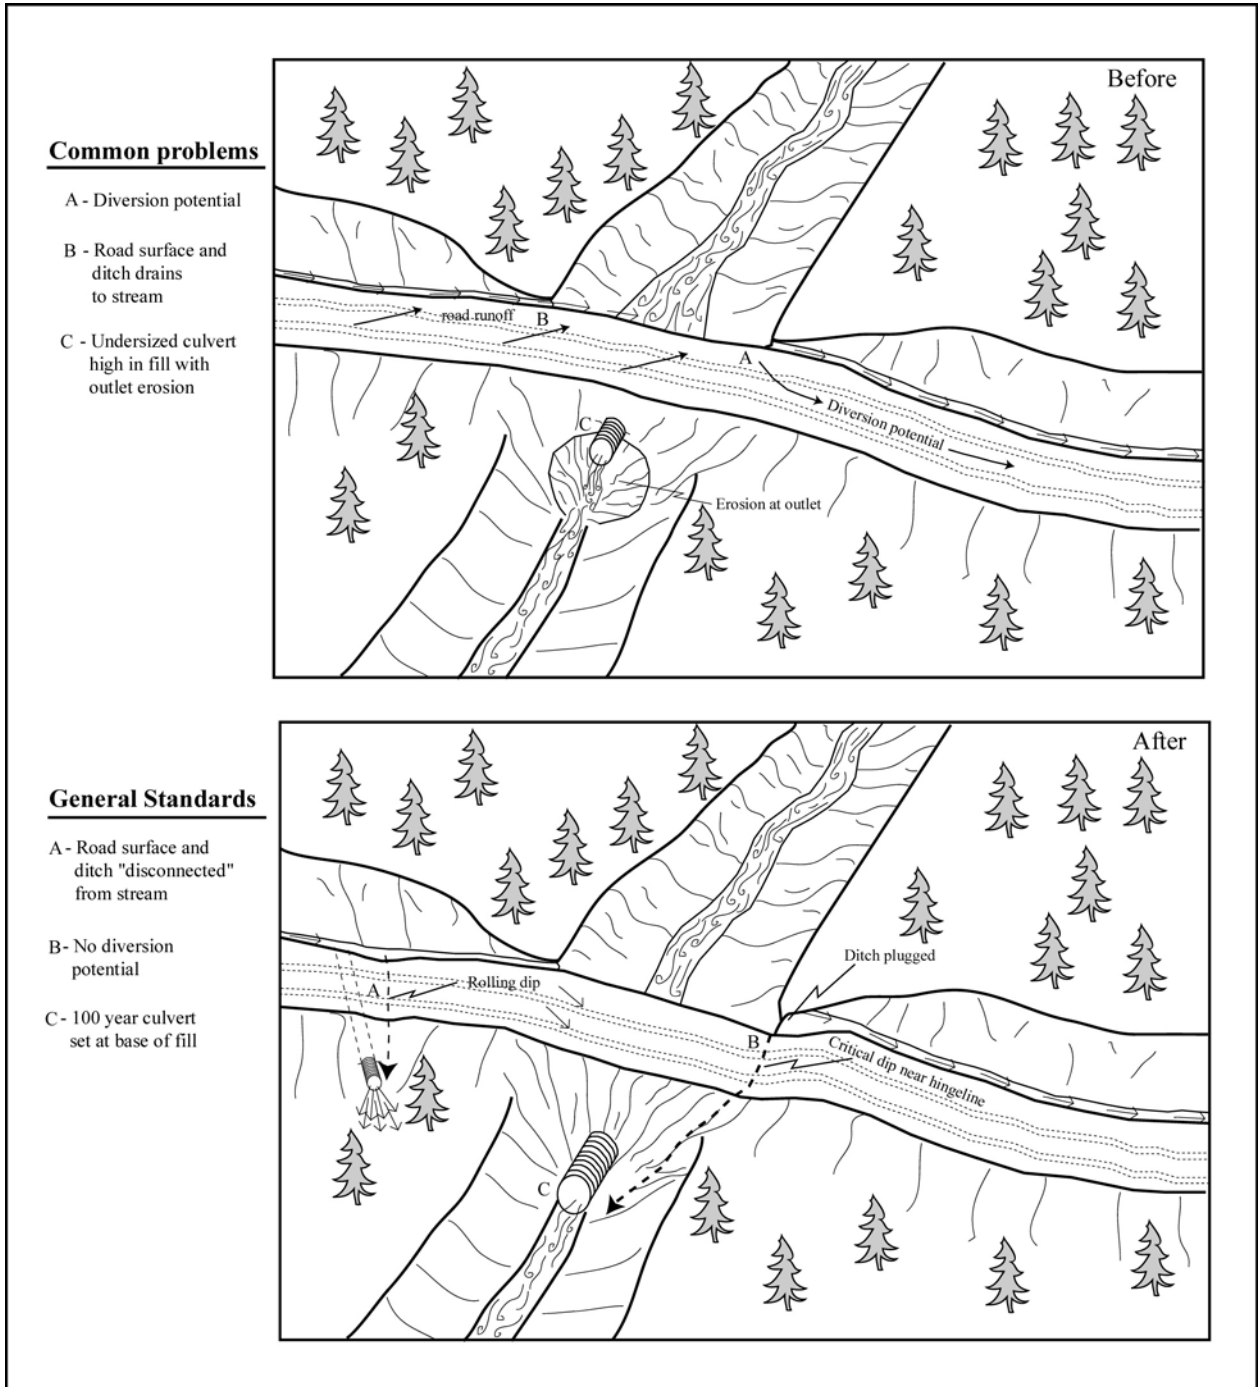 Before
Common problems
A - Diversion potential
B - Road surface and
ditch drains
to stream
C - Undersized culvert
high in fill with
outlet erosion
road runoff
B
A
Diversion potential
C
Erosion at outlet
After
General Standards
A - Road surface and
ditch "disconnected"
from stream
B- No diversion
potential
C - 100 year culvert
set at base of fill
Ditch plugged
Rolling dip
A
B
Critical dip near hingeline
C